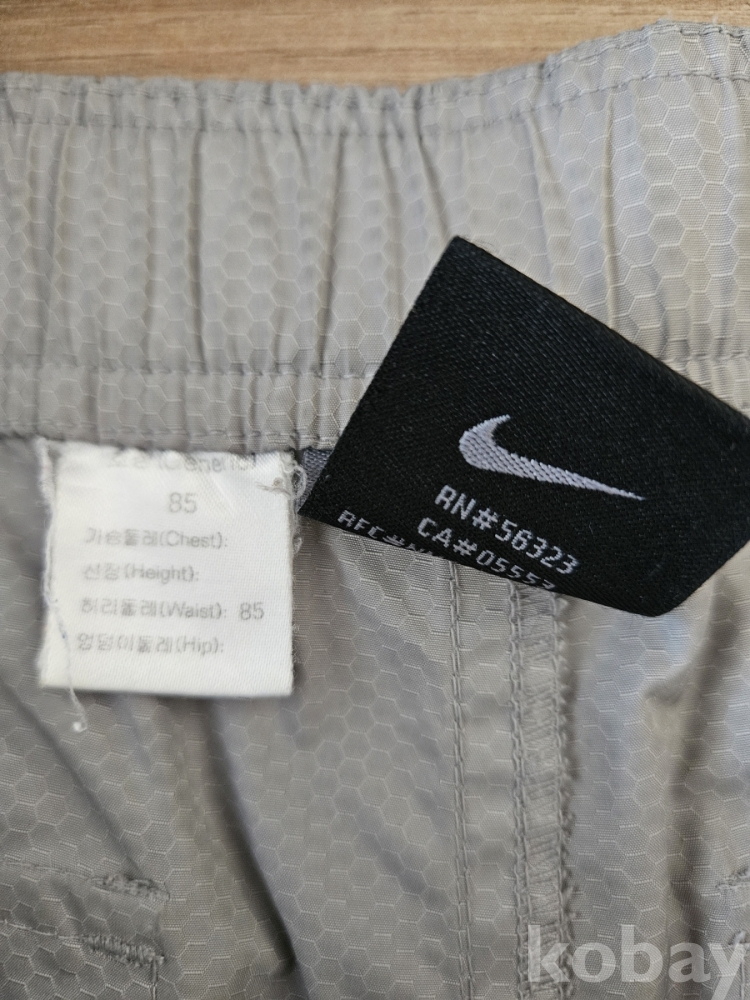 85
가슴둘레(Chest):
신장(Height):
허리둘레(Waist): 85
엉덩이둘레(Hip):
RN#56323
CA#05553
kobay